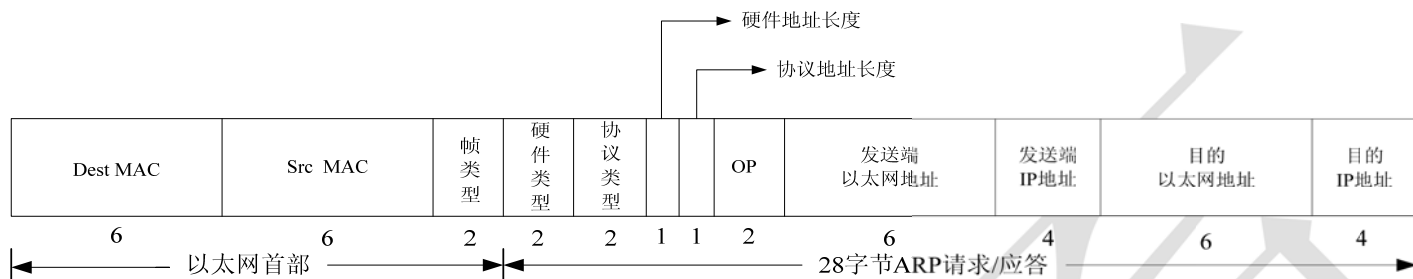 硬件地址长度
协议地址长度
Dest MAC
Src MAC
帧类型
硬件类型
协议类型
OP
发送端
以太网地址
发送端
IP地址
目的
以太网地址
目的
IP地址
6
6
2
2
2
1
1
2
6
4
6
4
以太网首部
28字节ARP请求/应答